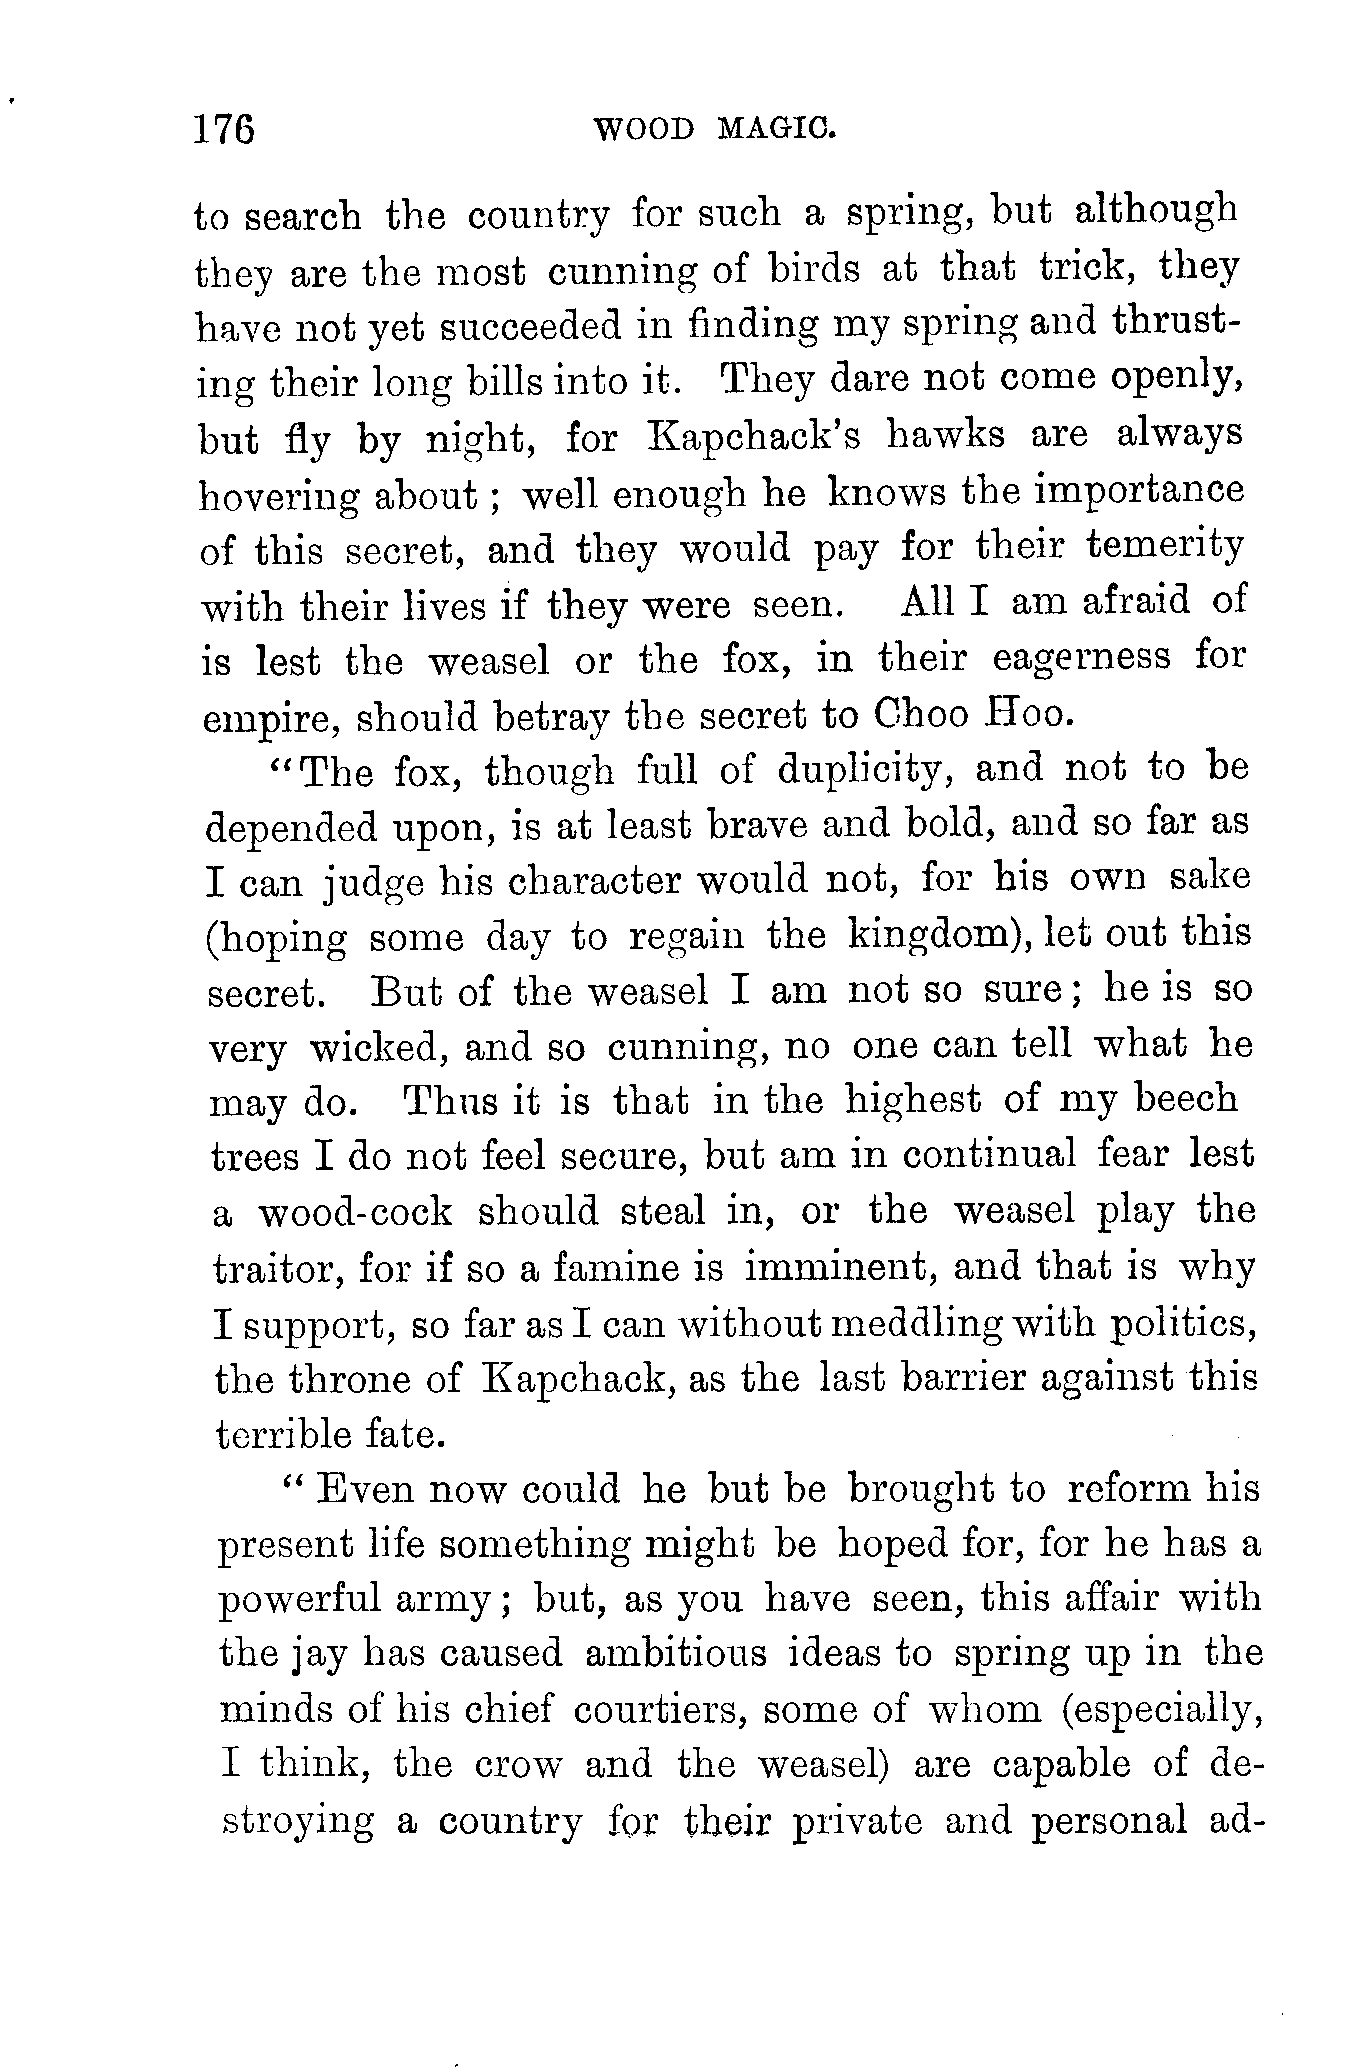 176 WOOD MAGIC.
to search the country for such a spring, but although
they are the most cunning of birds at that trick, they
have not yet succeeded in finding my spring and thrust-
ing their long bills into it. They dare not come openly,
but fly by night, for Kapchack's hawks are always
hovering about ; well enough he knows the importance
of this secret, and they would pay for their temerity
with their lives if they were seen. All I am afraid of
is lest the weasel or the fox, in their eagerness for
empire, should betray the secret to Choo Hoo.
"The fox, though full of duplicity, and not to be
depended upon, is at least brave and bold, and so far as
I can judge his character would not, for his own sake
(hoping some day to regain the kingdom), let out this
secret. But of the weasel I am not so sure ; he is so
very wicked, and so cunning, no one can tell what he
may do. Thus it is that in the highest of my beech
trees I do not feel secure, but am in continual fear lest
a wood-cock should steal in, or the weasel play the
traitor, for if so a famine is imminent, and that is why
I support, so far as I can without meddling with politics,
the throne of Kapchack, as the last barrier against this
terrible fate.
" Even now could he but be brought to reform his
present life something might be hoped for, for he has a
powerful army ; but, as you have seen, this affair with
the jay has caused ambitious ideas to spring up in the
minds of his chief courtiers, some of whom (especially,
I think, the crow and the weasel) are capable of de-
stroying a country for their private and personal ad-